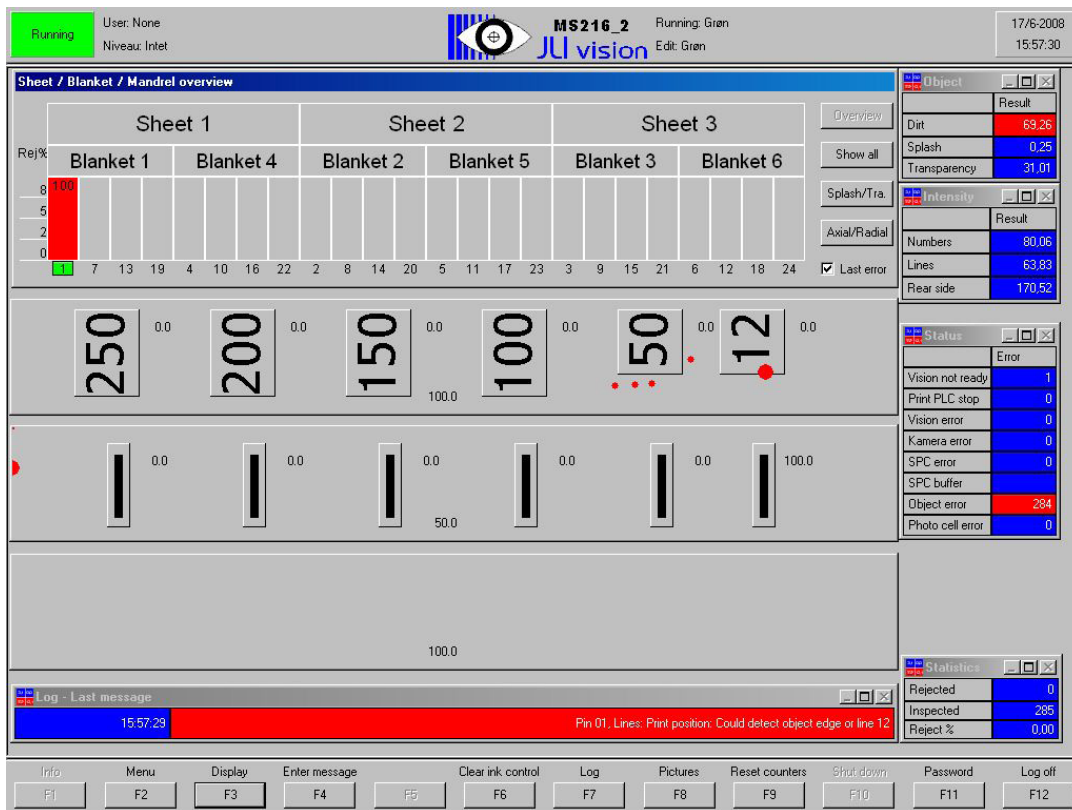 Running
User: None
Niveau: Intet
MS216_2
JLI vision
Running: Grøn
Edit: Grøn
17/6-2008
15:57:30
Sheet / Blanket / Mandrel overview
Sheet 1 Sheet 2 Sheet 3
Rej%
Blanket 1 Blanket 4 Blanket 2 Blanket 5 Blanket 3 Blanket 6
8 100
5
2
0
1 7 13 19 4 10 16 22 2 8 14 20 5 11 17 23 3 9 15 21 6 12 18 24
Overview
Show all
Splash/Tra.
Axial/Radial
Last error
250 0.0 200 0.0 150 0.0 100 0.0 50 0.0 12 0.0
100.0
0.0 0.0 0.0 0.0 0.0 100.0
50.0
100.0
Object
Result
Dirt 69,26
Splash 0,25
Transparency 31,01
Intensity
Result
Numbers 80,06
Lines 63,83
Rear side 170,52
Status
Error
Vision not ready 1
Print PLC stop 0
Vision error 0
Kamera error 0
SPC error 0
SPC buffer
Object error 284
Photo cell error 0
Statistics
Rejected 0
Inspected 285
Reject % 0,00
Log - Last message
15:57:29 Pin 01, Lines: Print position: Could detect object edge or line 12
Info Menu Display Enter message Clear ink control Log Pictures Reset counters Shut down Password Log off
F1 F2 F3 F4 F5 F6 F7 F8 F9 F10 F11 F12